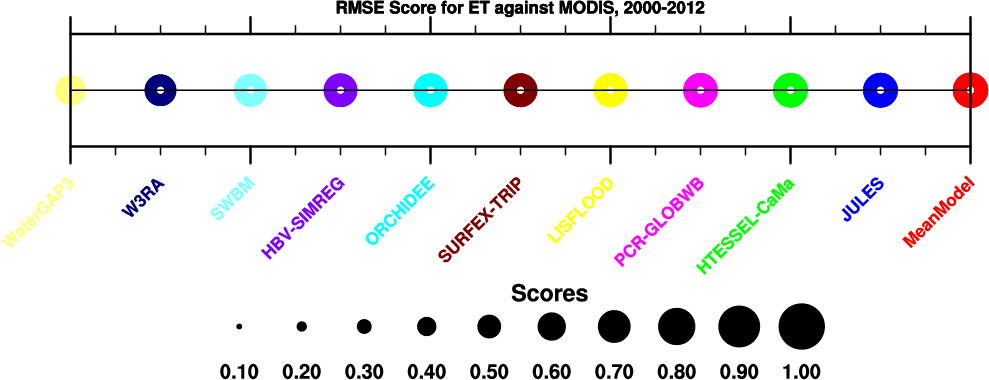 RMSE Score for ET against MODIS, 2000-2012
WaterGAP3
W3RA
SWBM
HBV-SIMREG
ORCHIDEE
SURFEX-TRIP
LISFLOOD
PCR-GLOBWB
HTESSEL-CaMa
JULES
MeanModel
Scores
0.10 0.20 0.30 0.40 0.50 0.60 0.70 0.80 0.90 1.00